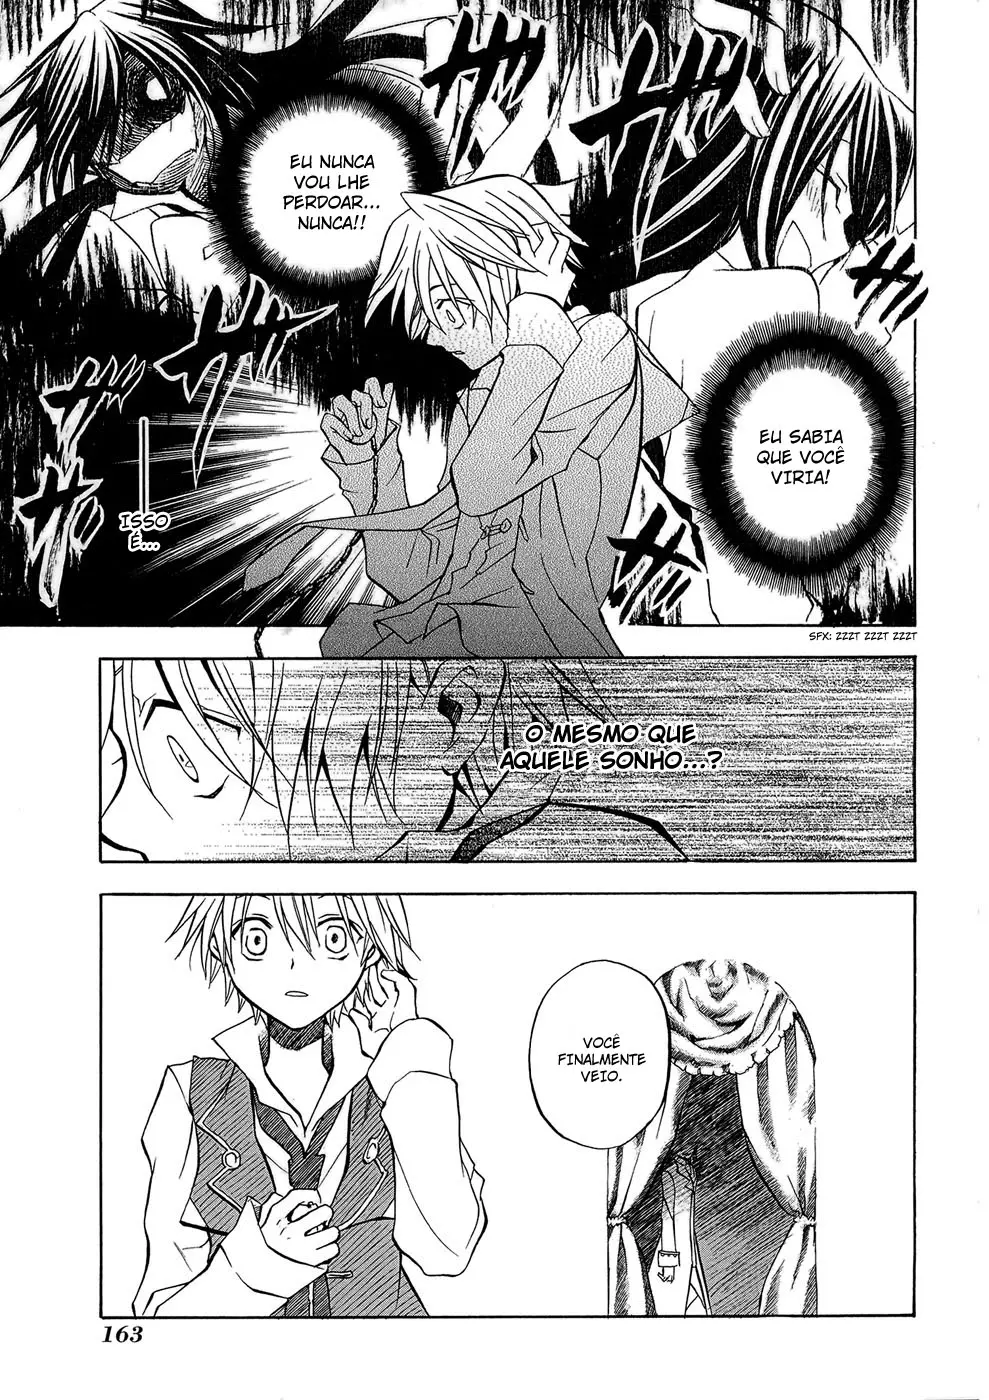 EU SABIA
QUE VOCÊ
VIRIA!
EU NUNCA
VOU LHE
PERDOAR...
NUNCA!!
ISSO
É...
SFX: ZZZT ZZZT ZZZT
O MESMO QUE
AQUELE SONHO...?
VOCÊ
FINALMENTE
VEIO.
163